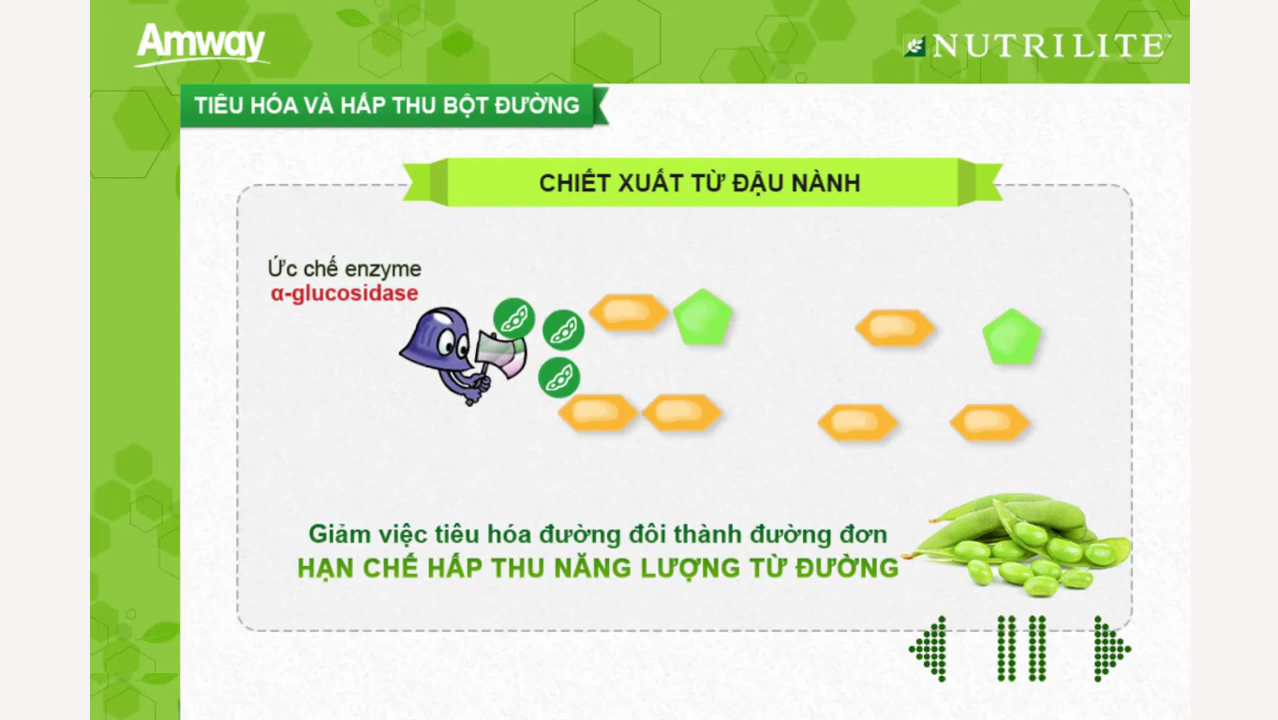 Amway
NUTRILITE™
TIÊU HÓA VÀ HẤP THU BỘT ĐƯỜNG
CHIẾT XUẤT TỪ ĐẬU NÀNH
Ức chế enzyme
α-glucosidase
Giảm việc tiêu hóa đường đôi thành đường đơn
HẠN CHẾ HẤP THU NĂNG LƯỢNG TỪ ĐƯỜNG